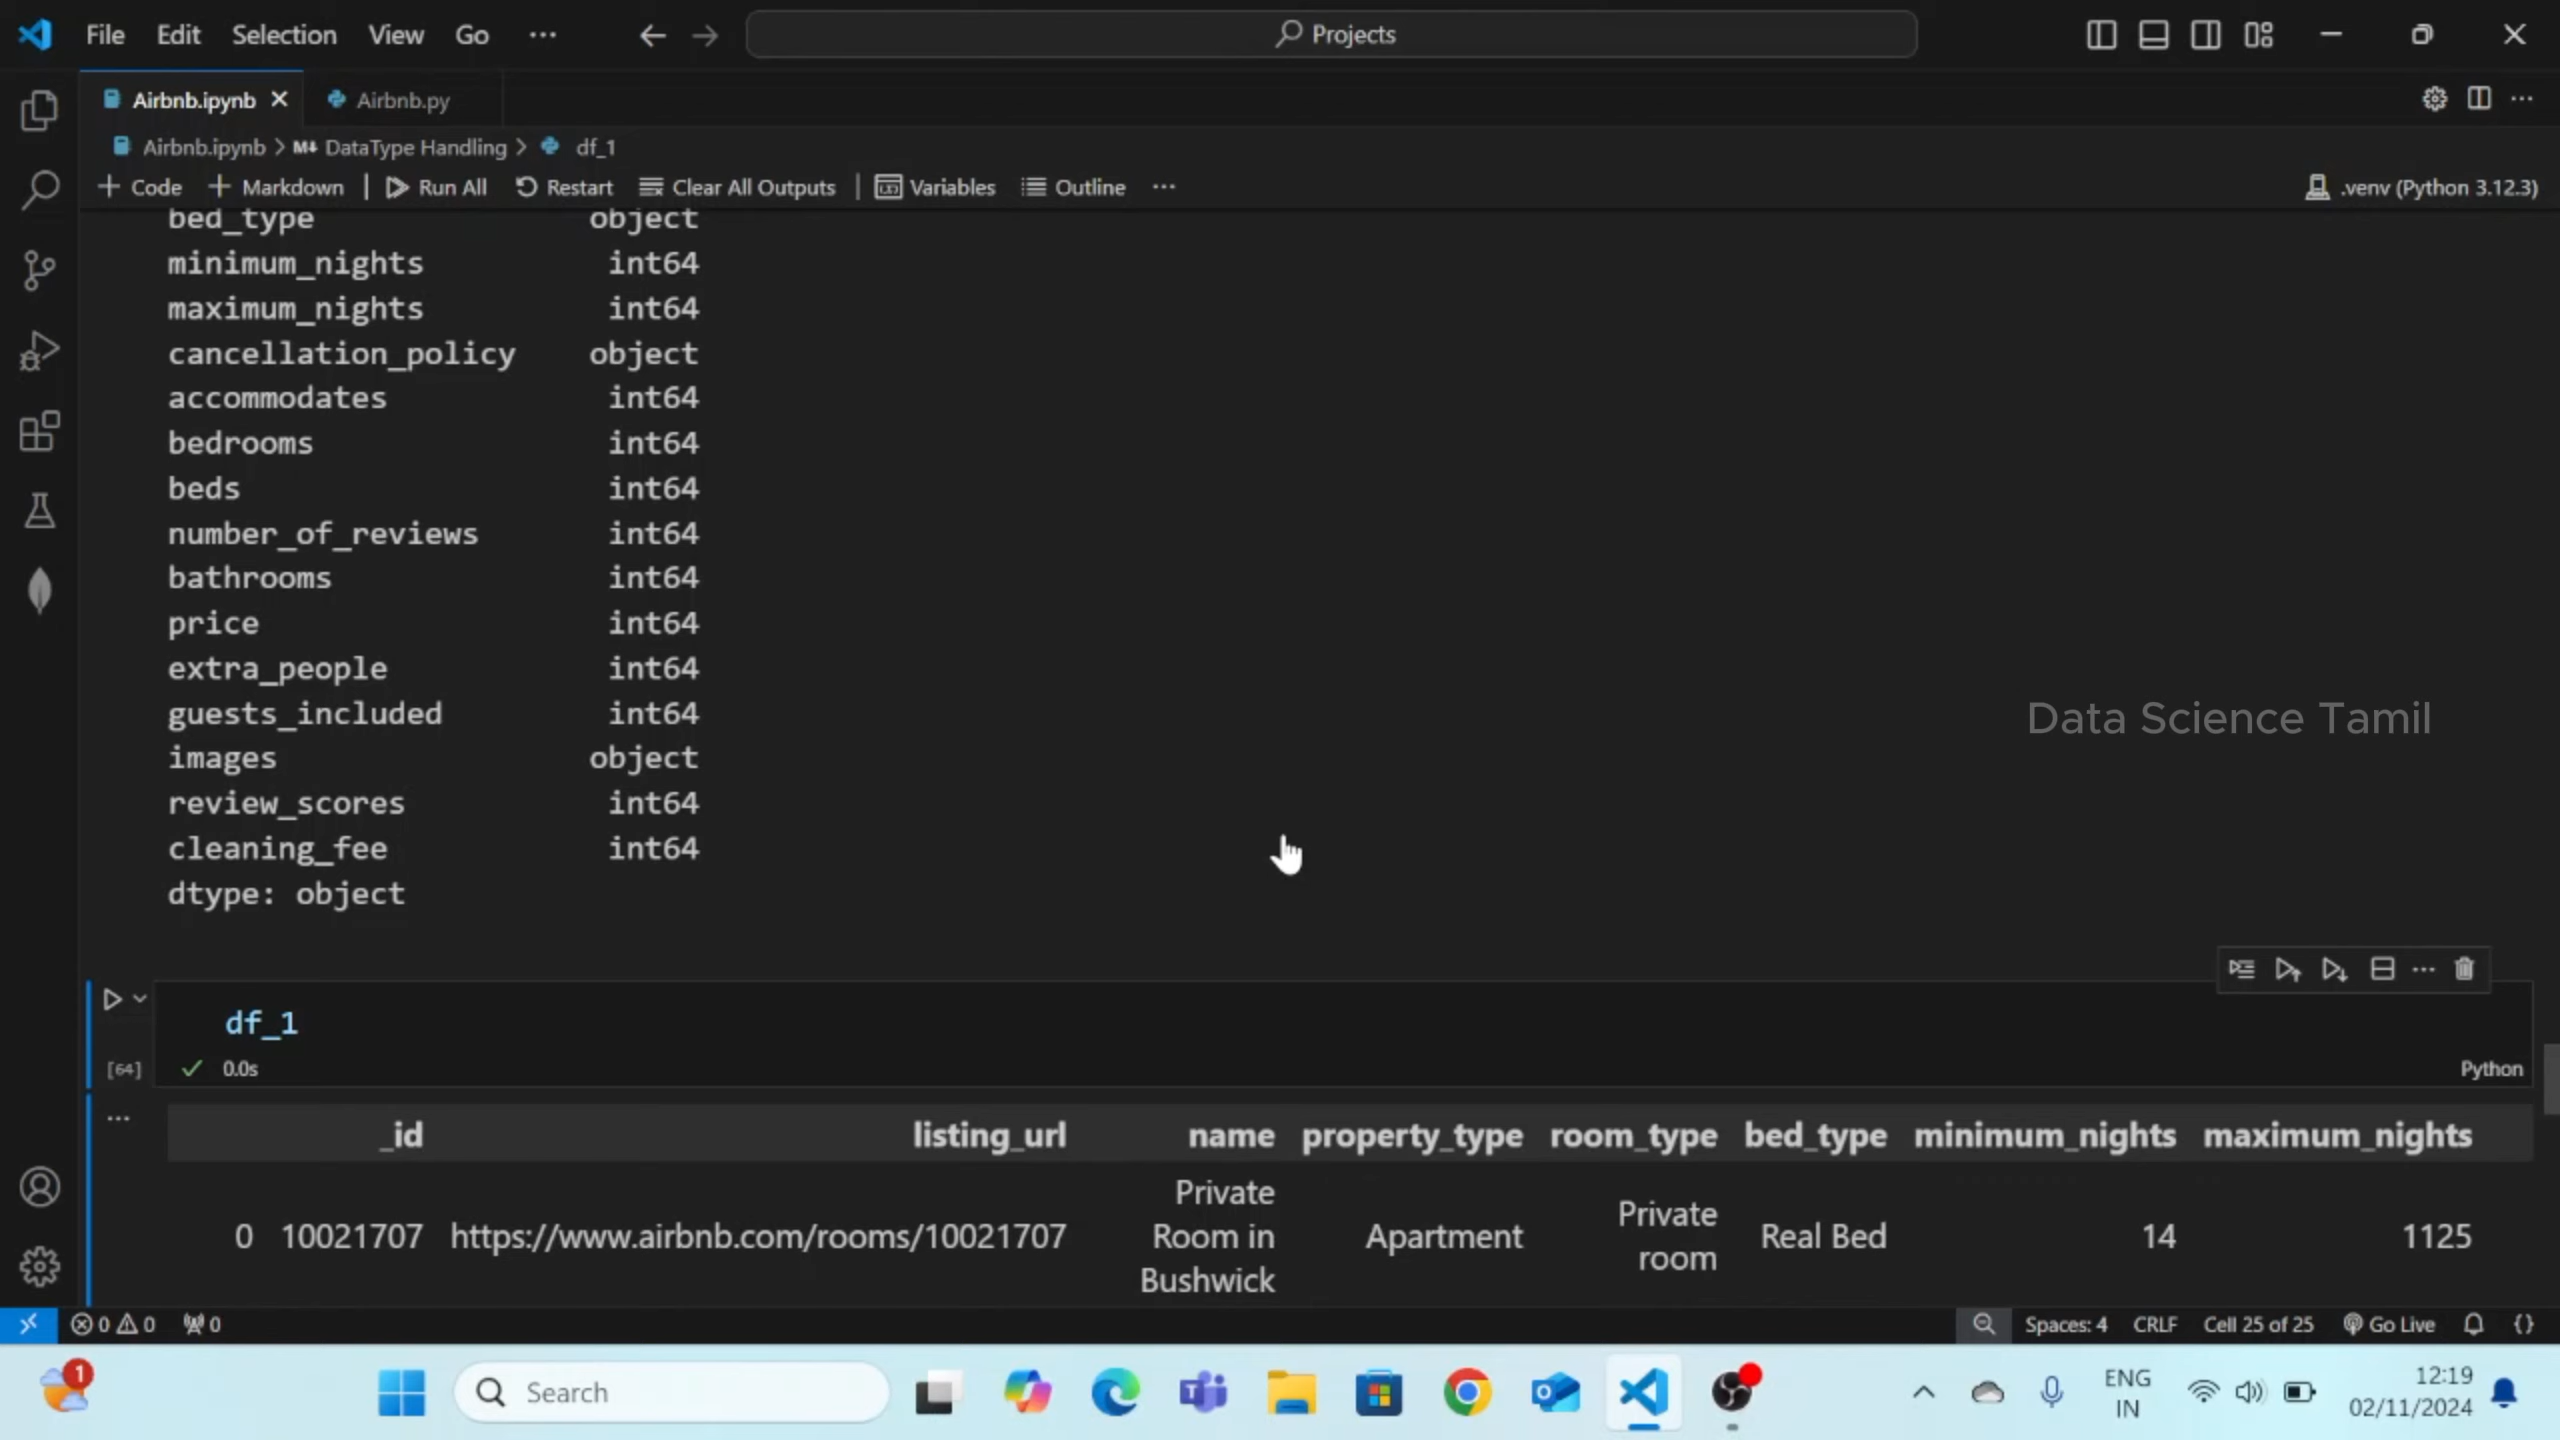 File Edit Selection View Go ···
Projects
Airbnb.ipynb
Airbnb.py
Airbnb.ipynb > M↓ DataType Handling > df_1
+ Code + Markdown | Run All Restart Clear All Outputs | Variables Outline ···
.venv (Python 3.12.3)
bed_type object
minimum_nights int64
maximum_nights int64
cancellation_policy object
accommodates int64
bedrooms int64
beds int64
number_of_reviews int64
bathrooms int64
price int64
extra_people int64
guests_included int64
images object
review_scores int64
cleaning_fee int64
dtype: object
Data Science Tamil
df_1
[64] 0.0s
Python
_id listing_url name property_type room_type bed_type minimum_nights maximum_nights
0 10021707 https://www.airbnb.com/rooms/10021707 Private Room in Bushwick Apartment Private room Real Bed 14 1125
0 0 0
Spaces: 4 CRLF Cell 25 of 25 Go Live {}
1
Search
ENG
IN
12:19
02/11/2024